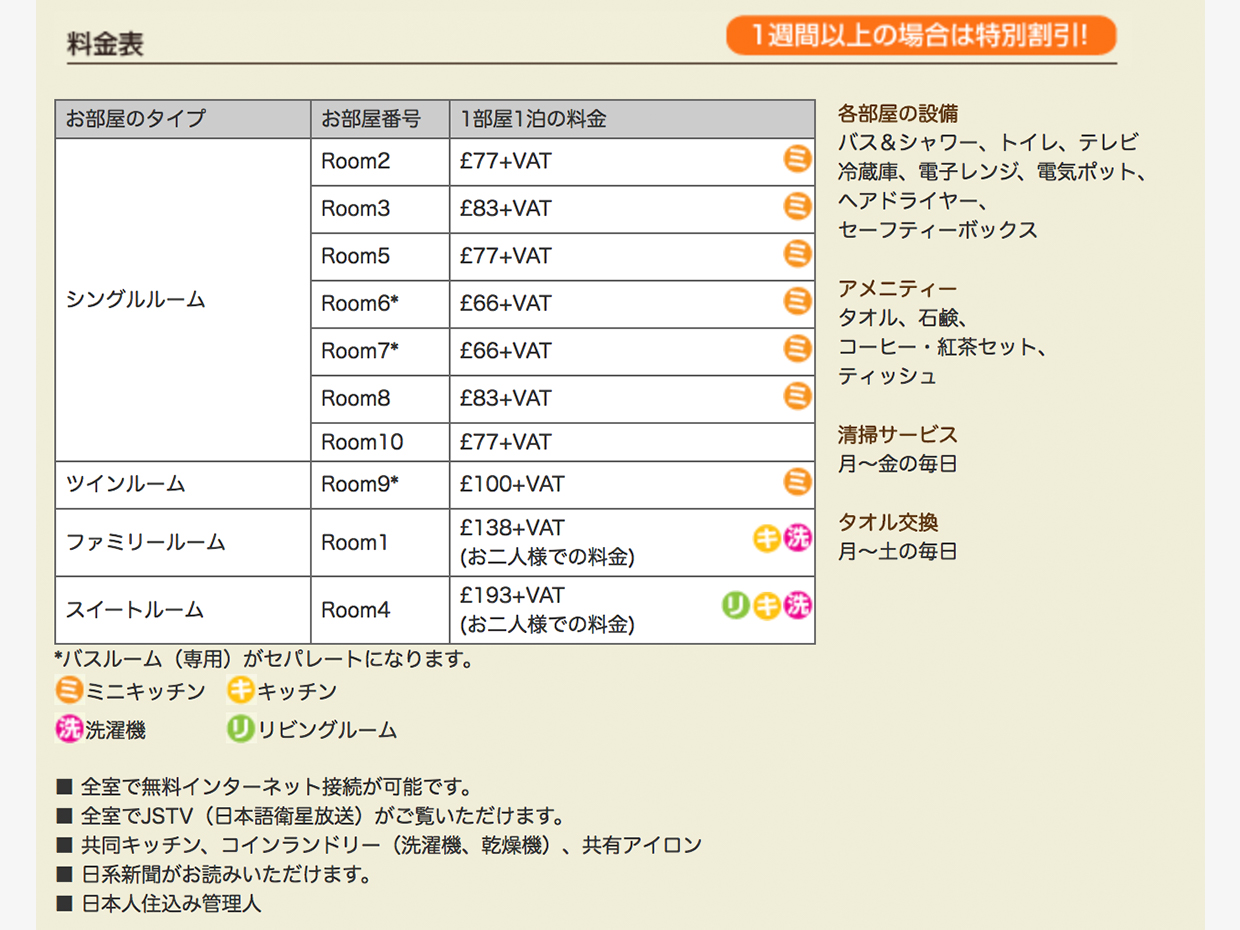 料金表
1週間以上の場合は特別割引!
お部屋のタイプ お部屋番号 1部屋1泊の料金
シングルルーム
Room2 £77+VAT ミ
Room3 £83+VAT ミ
Room5 £77+VAT ミ
Room6* £66+VAT ミ
Room7* £66+VAT ミ
Room8 £83+VAT ミ
Room10 £77+VAT
ツインルーム Room9* £100+VAT ミ
ファミリールーム Room1 £138+VAT
(お二人様での料金) キ 洗
スイートルーム Room4 £193+VAT
(お二人様での料金) リ キ 洗
*バスルーム（専用）がセパレートになります。
ミ ミニキッチン キ キッチン
洗 洗濯機 リ リビングルーム
■ 全室で無料インターネット接続が可能です。
■ 全室でJSTV（日本語衛星放送）がご覧いただけます。
■ 共同キッチン、コインランドリー（洗濯機、乾燥機）、共有アイロン
■ 日系新聞がお読みいただけます。
■ 日本人住込み管理人
各部屋の設備
バス＆シャワー、トイレ、テレビ
冷蔵庫、電子レンジ、電気ポット、
ヘアドライヤー、
セーフティーボックス
アメニティー
タオル、石鹸、
コーヒー・紅茶セット、
ティッシュ
清掃サービス
月〜金の毎日
タオル交換
月〜土の毎日